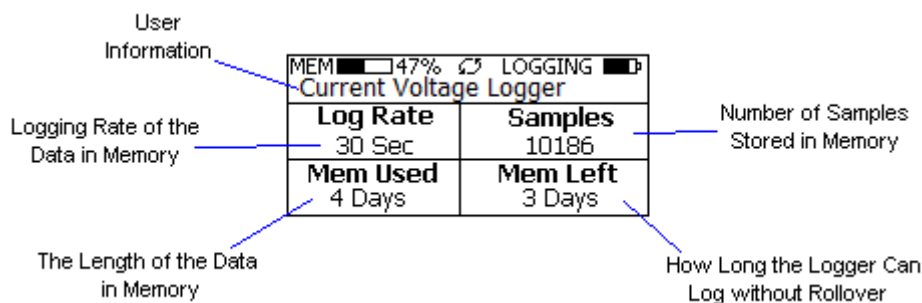 User
Information
MEM 47% LOGGING
Current Voltage Logger
Log Rate
30 Sec
Samples
10186
Mem Used
4 Days
Mem Left
3 Days
Logging Rate of the
Data in Memory
Number of Samples
Stored in Memory
The Length of the Data
in Memory
How Long the Logger Can
Log without Rollover